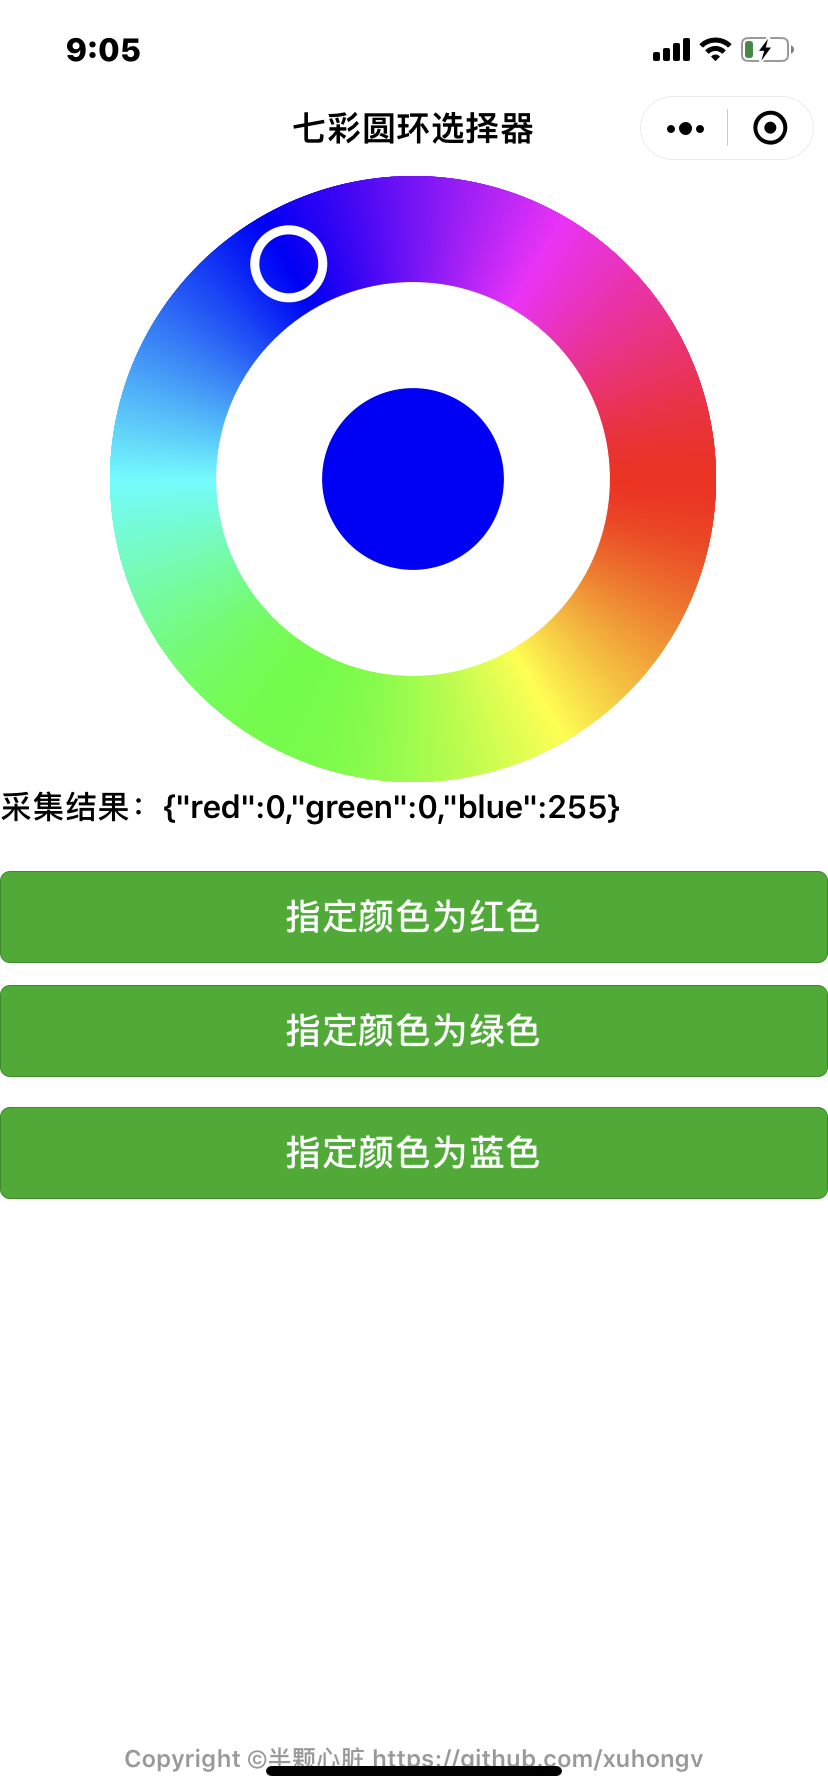 9:05
七彩圆环选择器
采集结果：{"red":0,"green":0,"blue":255}
指定颜色为红色
指定颜色为绿色
指定颜色为蓝色
Copyright ©半颗心脏 https://github.com/xuhongv